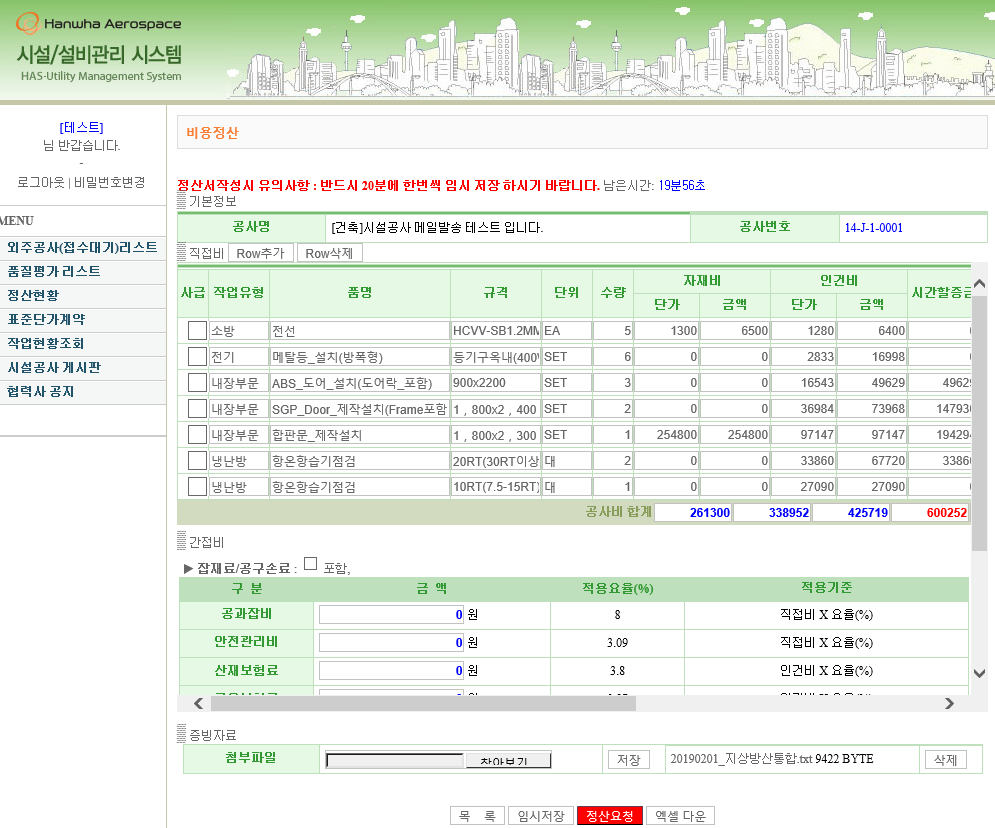 Hanwha Aerospace
시설/설비관리 시스템
HAS-Utility Management System
[테스트]
님 반갑습니다.
-
로그아웃 | 비밀번호변경
MENU
외주공사(접수대기)리스트
품질평가 리스트
정산현황
표준단가계약
작업현황조회
시설공사 게시판
협력사 공지
비용정산
정산서작성시 유의사항 : 반드시 20분에 한번씩 임시 저장 하시기 바랍니다. 남은시간: 19분56초
기본정보
공사명 [건축]시설공사 메일발송 테스트 입니다. 공사번호 14-J-1-0001
직접비 Row추가 Row삭제
사급 작업유형 품명 규격 단위 수량 자재비 인건비 시간할증금
단가 금액 단가 금액
소방 전선 HCVV-SB1.2MM EA 5 1300 6500 1280 6400
전기 메탈등_설치(방폭형) 등기구옥내(400 SET 6 0 0 2833 16998
내장부문 ABS_도어_설치(도어락_포함) 900x2200 SET 3 0 0 16543 49629 4962
내장부문 SGP_Door_제작설치(Frame포함 1 , 800x2 , 400 SET 2 0 0 36984 73968 14793
내장부문 합판문_제작설치 1 , 800x2 , 300 SET 1 254800 254800 97147 97147 19429
냉난방 항온항습기점검 20RT(30RT이상 대 2 0 0 33860 67720 3386
냉난방 항온항습기점검 10RT(7.5-15RT) 대 1 0 0 27090 27090
공사비 합계 261300 338952 425719 600252
간접비
▶ 잡재료/공구손료 : 포함,
구 분 금 액 적용요율(%) 적용기준
공과잡비 0 원 8 직접비 X 요율(%)
안전관리비 0 원 3.09 직접비 X 요율(%)
산재보험료 0 원 3.8 인건비 X 요율(%)
증빙자료
첨부파일 찾아보기 저장 20190201_지상방산통합.txt 9422 BYTE 삭제
목 록 임시저장 정산요청 엑셀 다운